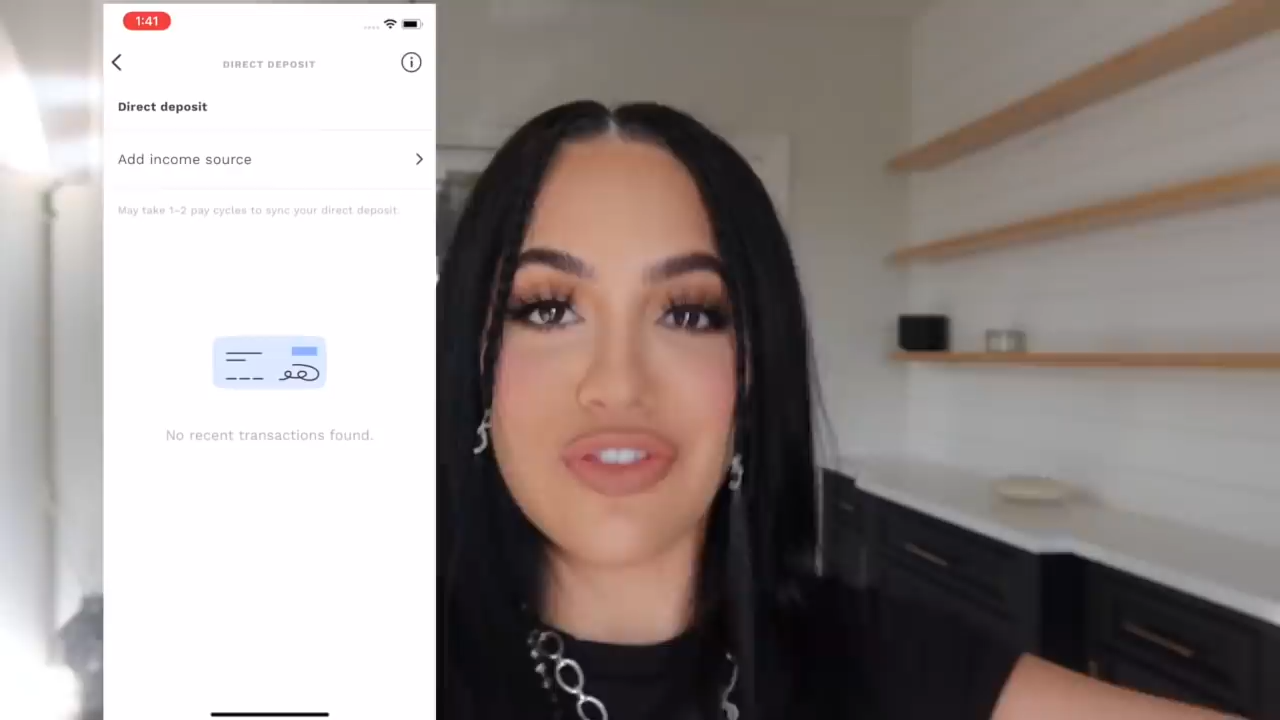 1:41
DIRECT DEPOSIT
Direct deposit
Add income source
May take 1-2 pay cycles to sync your direct deposit.
No recent transactions found.